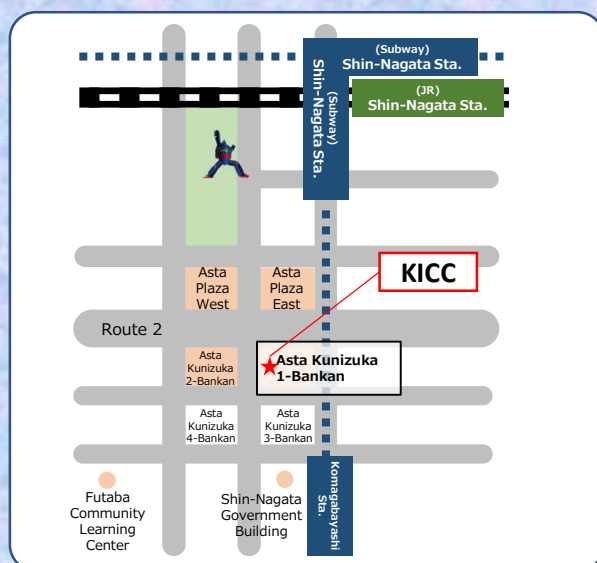 (Subway)
Shin-Nagata Sta.
(JR)
Shin-Nagata Sta.
(Subway)
Shin-Nagata Sta.
Asta
Plaza
West
Asta
Plaza
East
KICC
Route 2
Asta
Kunizuka
2-Bankan
Asta Kunizuka
1-Bankan
Asta
Kunizuka
4-Bankan
Asta
Kunizuka
3-Bankan
Komagabayashi
Sta.
Futaba
Community
Learning
Center
Shin-Nagata
Government
Building